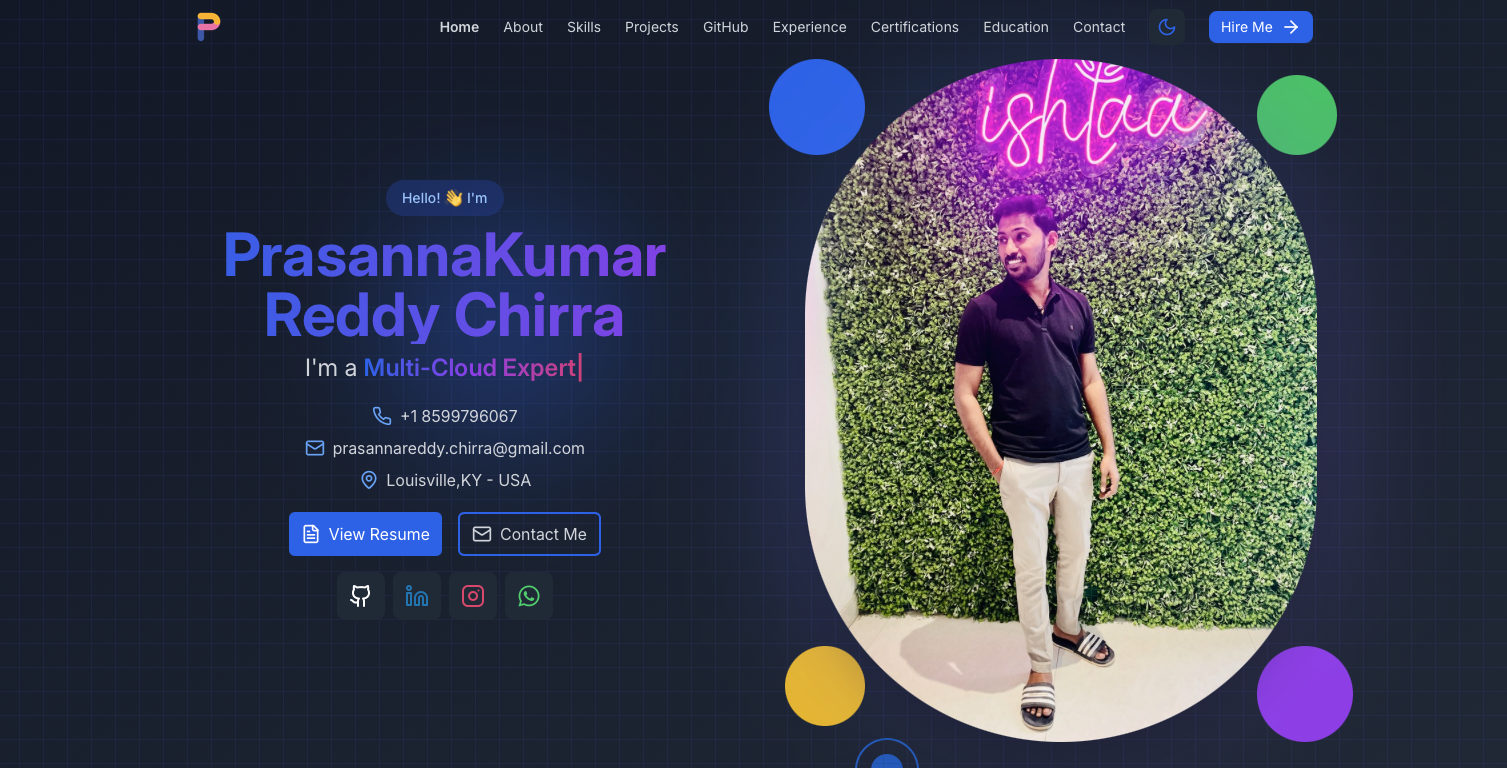 Home About Skills Projects GitHub Experience Certifications Education Contact Hire Me
ishtaa
Hello! 👋 I'm
PrasannaKumar
Reddy Chirra
I'm a Multi-Cloud Expert|
+1 8599796067
prasannareddy.chirra@gmail.com
Louisville,KY - USA
View Resume Contact Me